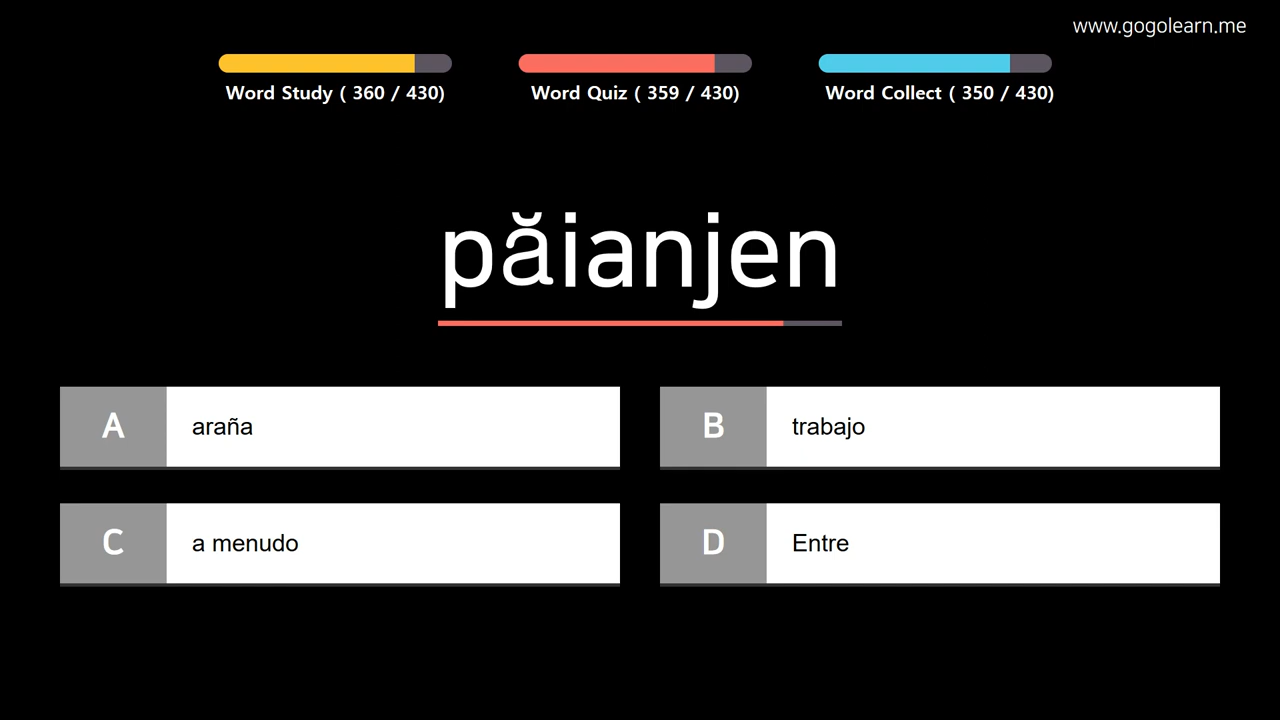 www.gogolearn.me
Word Study ( 360 / 430)
Word Quiz ( 359 / 430)
Word Collect ( 350 / 430)
păianjen
A araña
B trabajo
C a menudo
D Entre